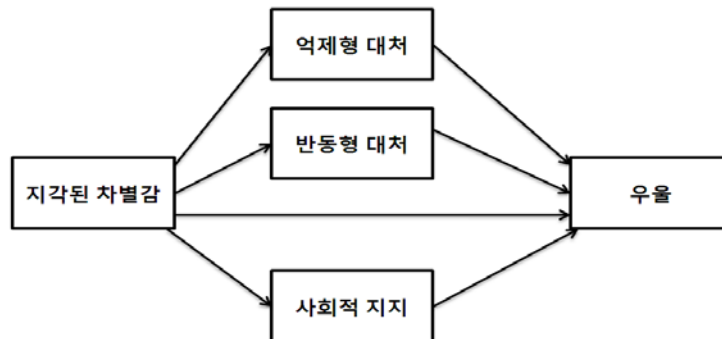 억제형 대처
반동형 대처
지각된 차별감
우울
사회적 지지